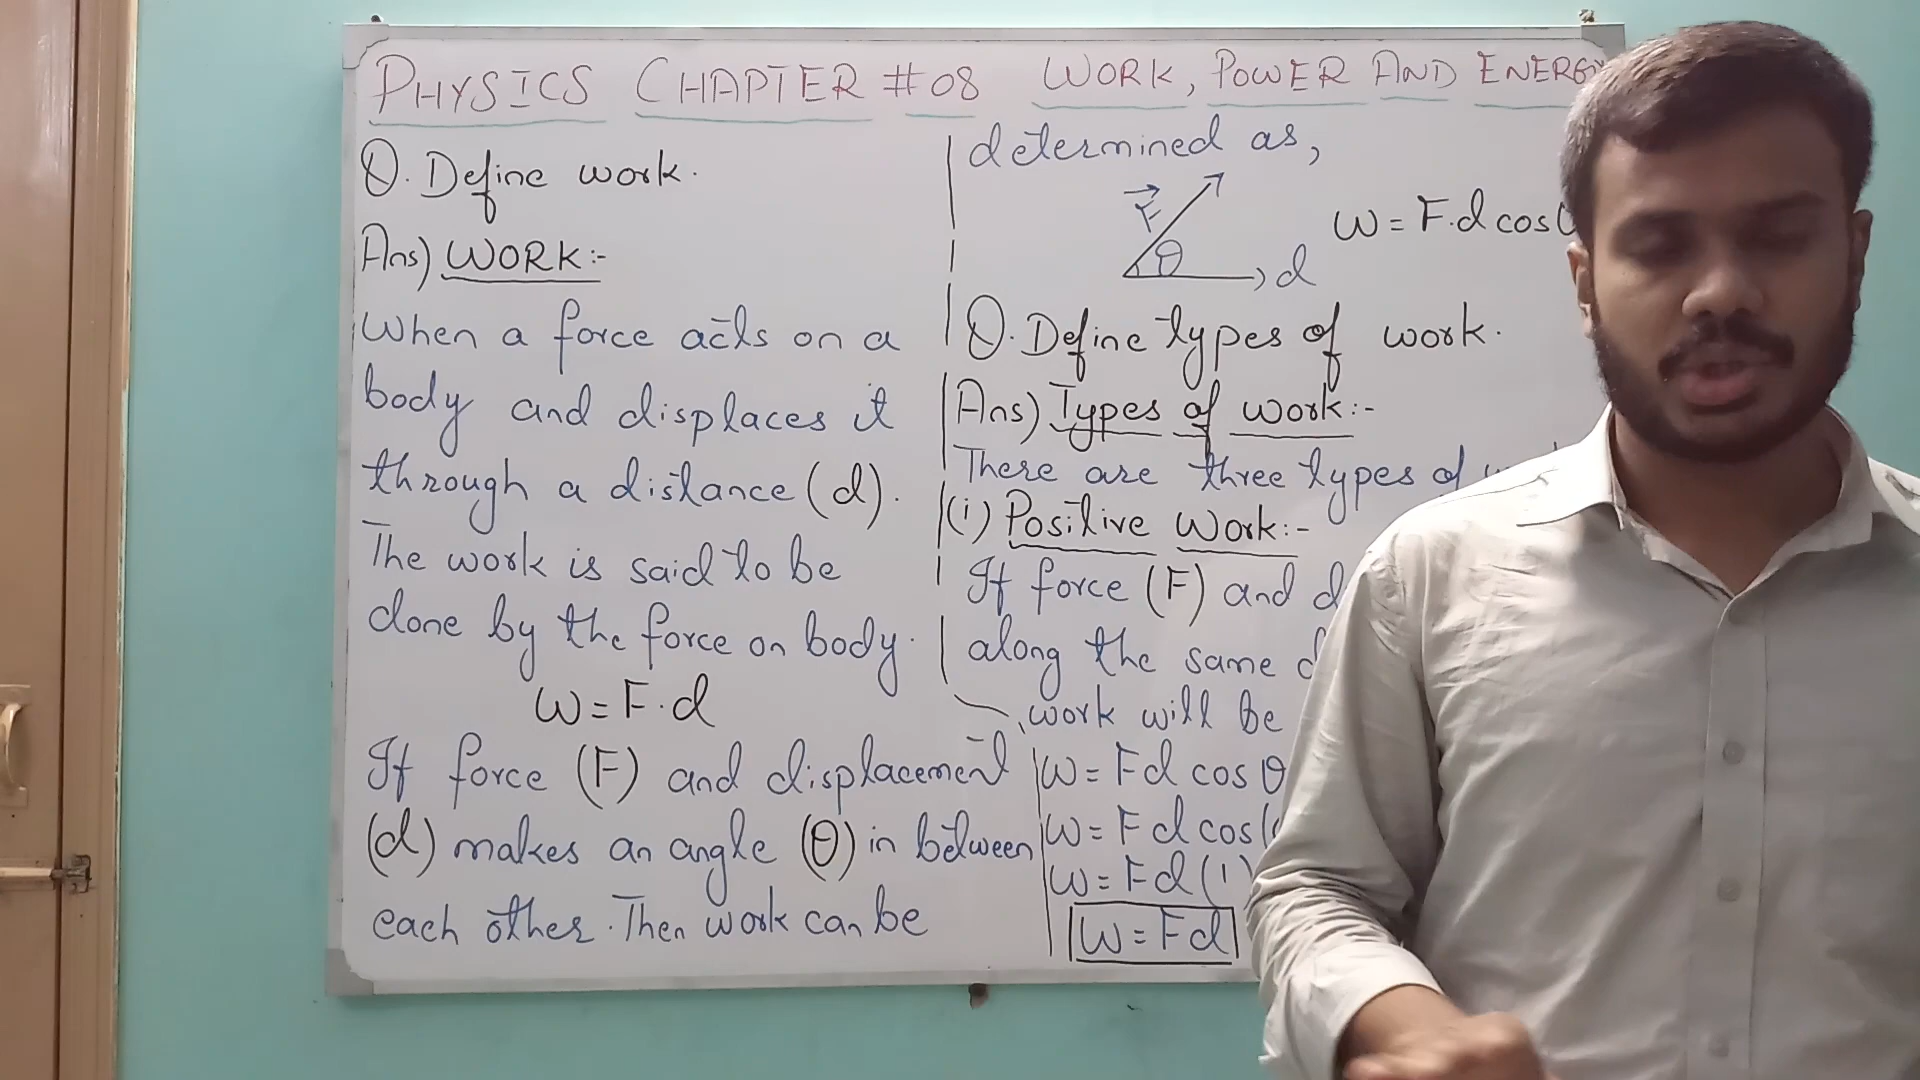 PHYSICS CHAPTER #08 WORK, POWER AND ENERGY
Q. Define work.
Ans) WORK:-
When a force acts on a
body and displaces it
through a distance (d).
The work is said to be
done by the force on body.
W = F.d
If force (F) and displacement
(d) makes an angle (θ) in between
each other. Then work can be
determined as,
F
θ
d
W = F.d cos
Q. Define types of work.
Ans) Types of work:-
There are three types of
(i) Positive Work:-
If force (F) and
along the same
work will be
W = Fd cos θ
W = Fd cos(
W = Fd (1)
W = Fd